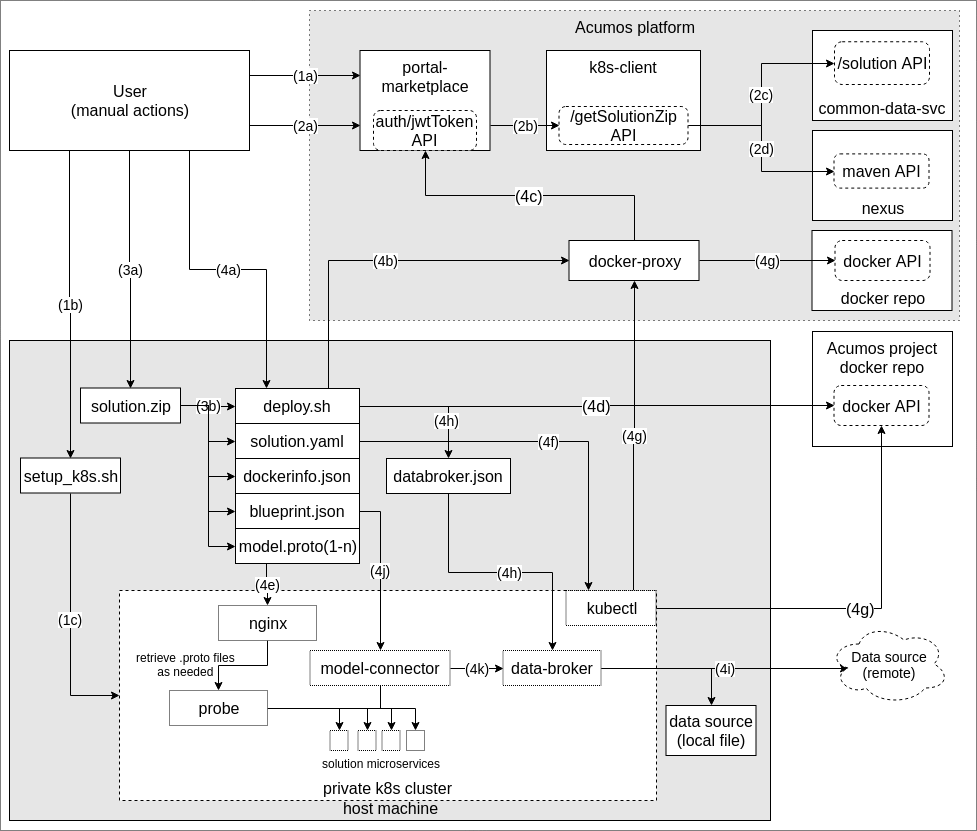 Acumos platform
User
(manual actions)
(1a)
(2a)
portal-
marketplace
auth/jwtToken
API
(2b)
k8s-client
/getSolutionZip
API
(2c)
(2d)
/solution API
common-data-svc
maven API
nexus
(4c)
(4b)
docker-proxy
(4g)
docker API
docker repo
(1b)
(3a)
(4a)
Acumos project
docker repo
docker API
solution.zip
(3b)
deploy.sh
(4d)
(4h)
solution.yaml
(4f)
(4g)
setup_k8s.sh
dockerinfo.json
databroker.json
blueprint.json
model.proto(1-n)
(4e)
(4j)
(4h)
(1c)
nginx
kubectl
(4g)
retrieve .proto files
as needed
model-connector
(4k)
data-broker
(4i)
Data source
(remote)
probe
data source
(local file)
solution microservices
private k8s cluster
host machine